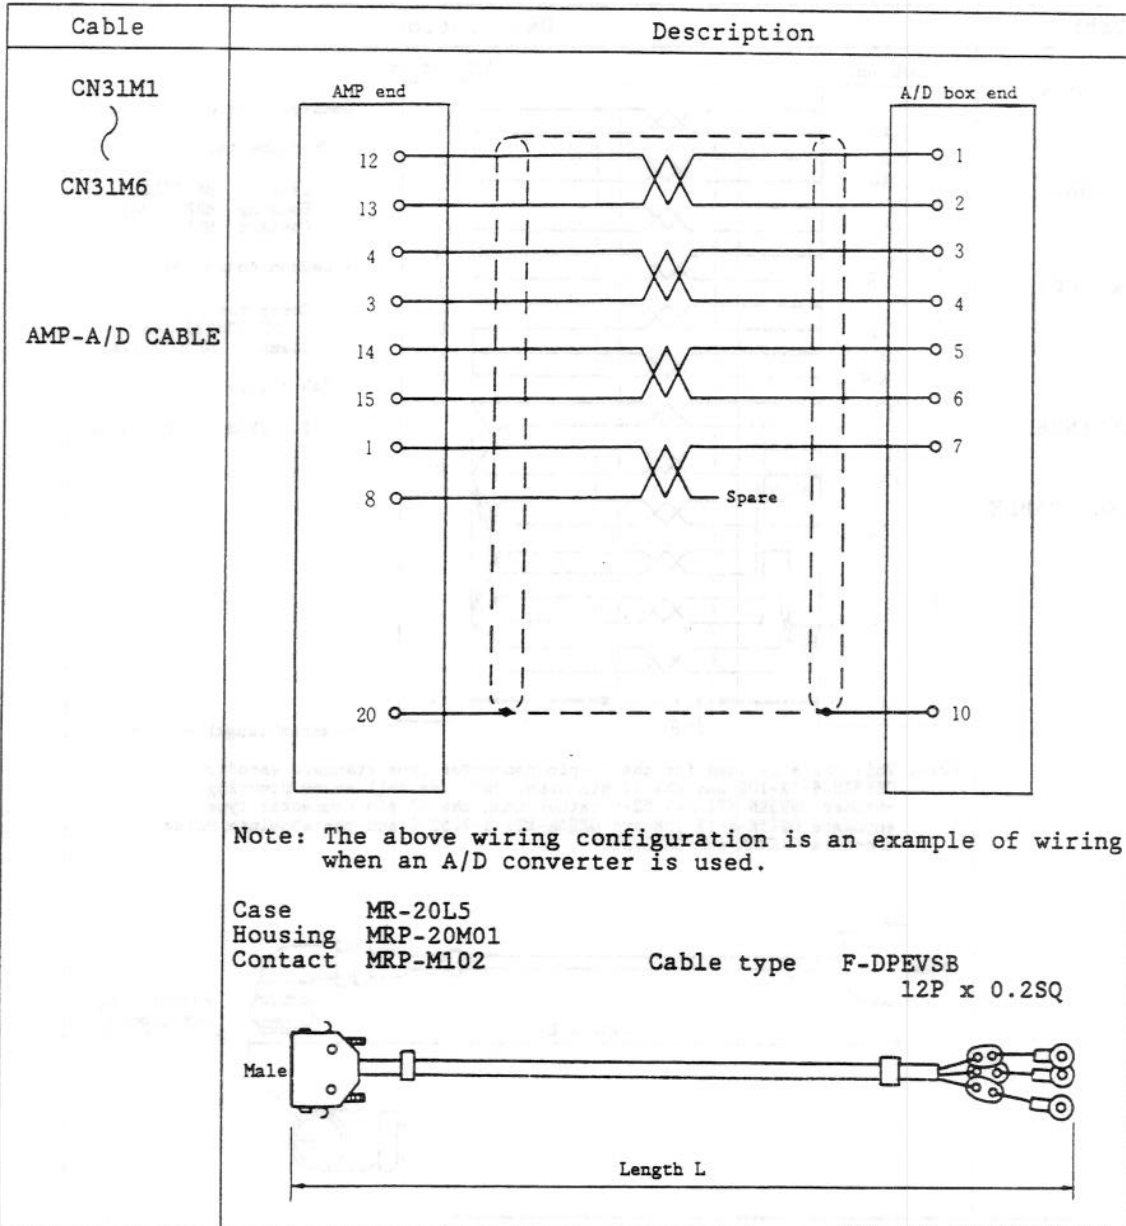 Cable
Description
CN31M1
CN31M6
AMP-A/D CABLE
AMP end
A/D box end
12
1
13
2
4
3
3
4
14
5
15
6
1
7
8
Spare
20
10
Note: The above wiring configuration is an example of wiring
when an A/D converter is used.
Case MR-20L5
Housing MRP-20M01
Contact MRP-M102
Cable type F-DPEVSB
12P x 0.2SQ
Male
Length L